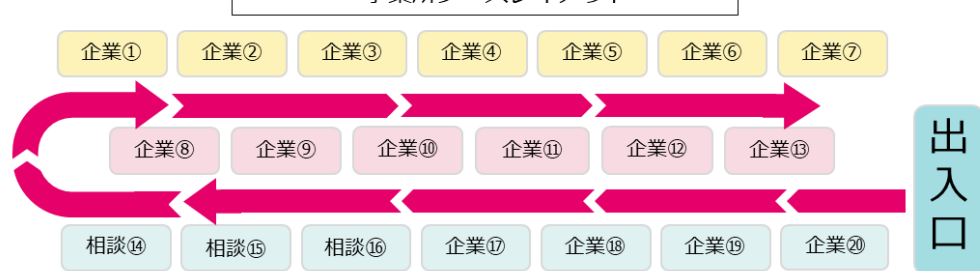 企業① 企業② 企業③ 企業④ 企業⑤ 企業⑥ 企業⑦
企業⑧ 企業⑨ 企業⑩ 企業⑪ 企業⑫ 企業⑬
相談⑭ 相談⑮ 相談⑯ 企業⑰ 企業⑱ 企業⑲ 企業⑳
出入口